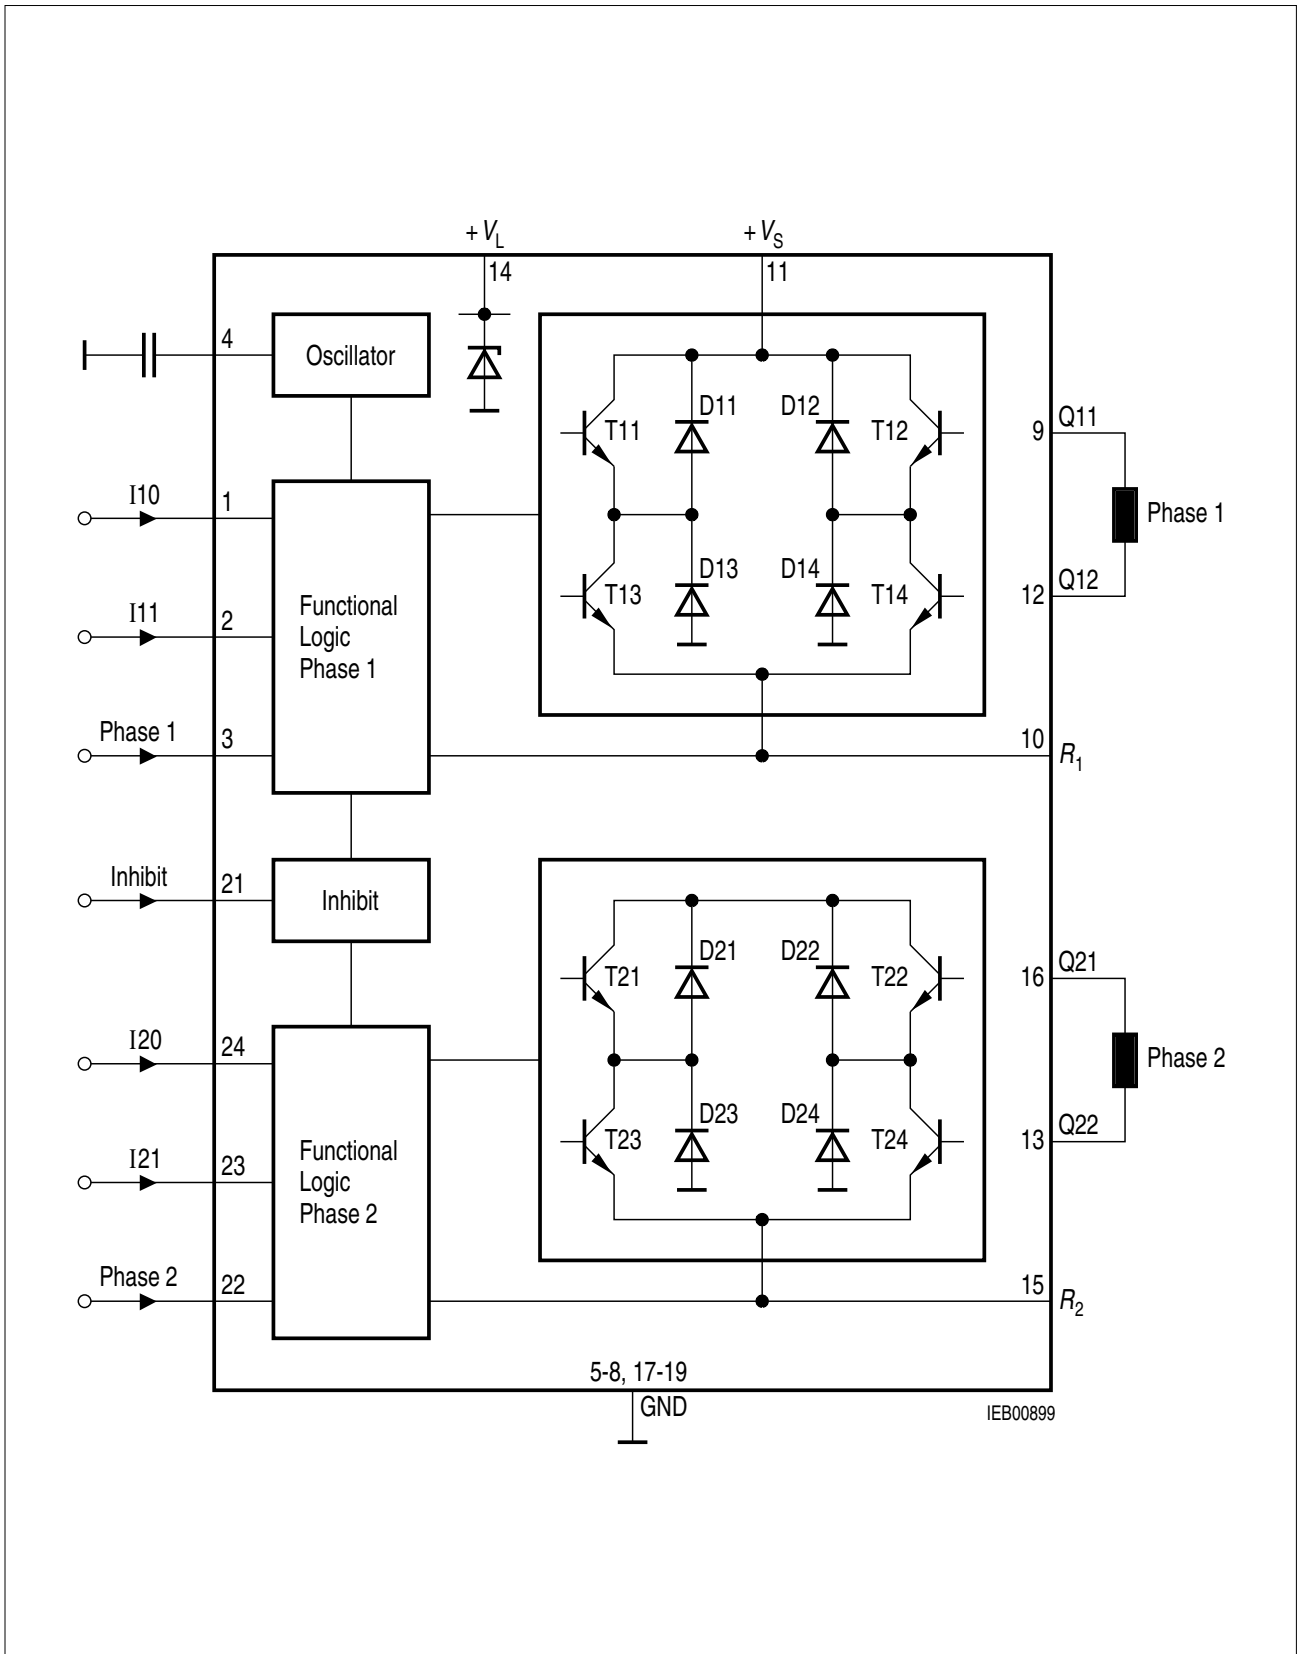 + VL
+ VS
14
11
4
Oscillator
D11
D12
T11
T12
9
Q11
I10
1
Phase 1
D13
D14
T13
T14
12
Q12
I11
2
Functional
Logic
Phase 1
Phase 1
3
10
R1
Inhibit
21
Inhibit
D21
D22
T21
T22
16
Q21
I20
24
Phase 2
D23
D24
T23
T24
13
Q22
I21
23
Functional
Logic
Phase 2
Phase 2
22
15
R2
5-8, 17-19
GND
IEB00899